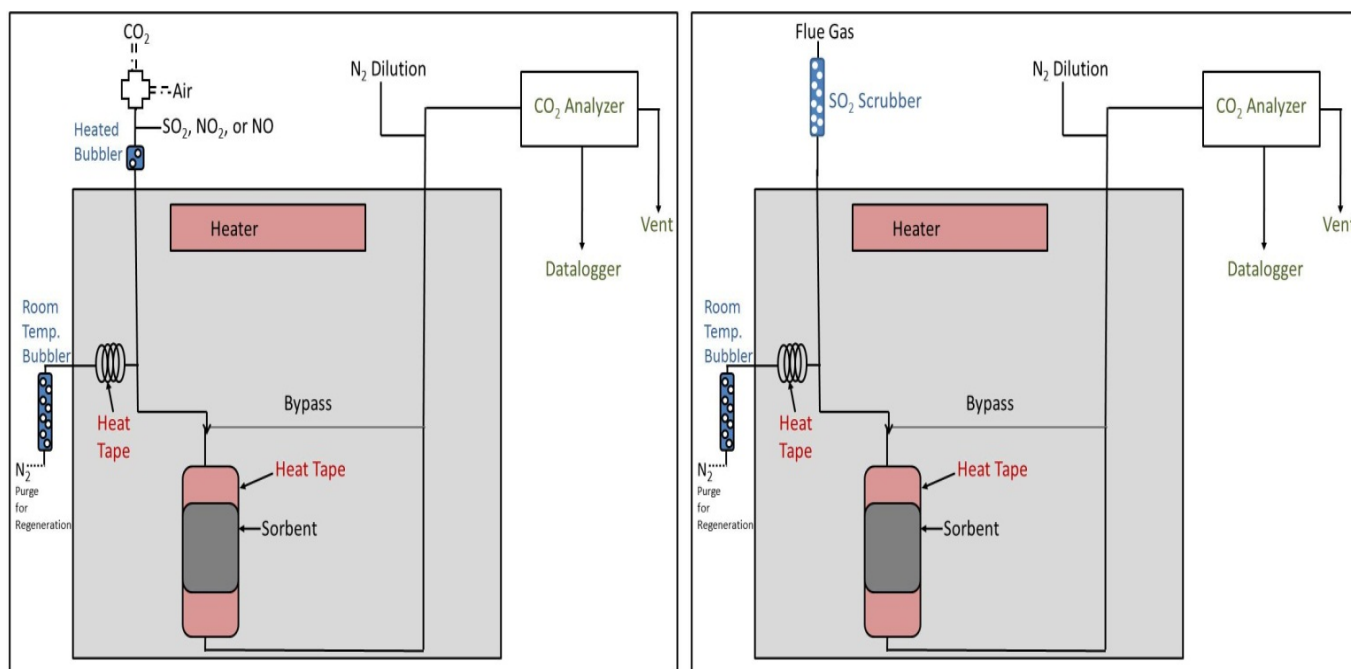 CO₂
Air
SO₂, NO₂, or NO
Heated
Bubbler
N₂ Dilution
CO₂ Analyzer
Heater
Vent
Datalogger
Room
Temp.
Bubbler
Heat
Tape
N₂
Purge
for
Regeneration
Bypass
Heat Tape
Sorbent
Flue Gas
SO₂ Scrubber
N₂ Dilution
CO₂ Analyzer
Heater
Vent
Datalogger
Room
Temp.
Bubbler
Heat
Tape
N₂
Purge
for
Regeneration
Bypass
Heat Tape
Sorbent